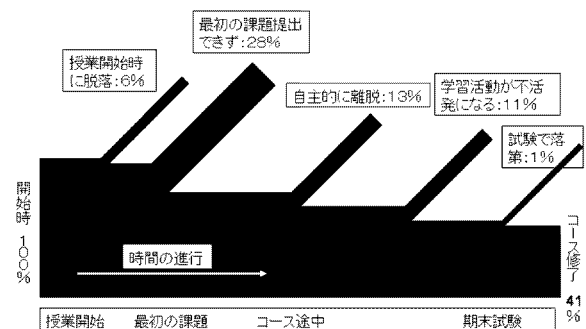 最初の課題提出
できず:28%
授業開始時
に脱落:6%
自主的に離脱:13%
学習活動が不活
発になる:11%
試験で落
第:1%
開始時 100%
時間の進行
コース修了 41%
授業開始 最初の課題 コース途中 期末試験